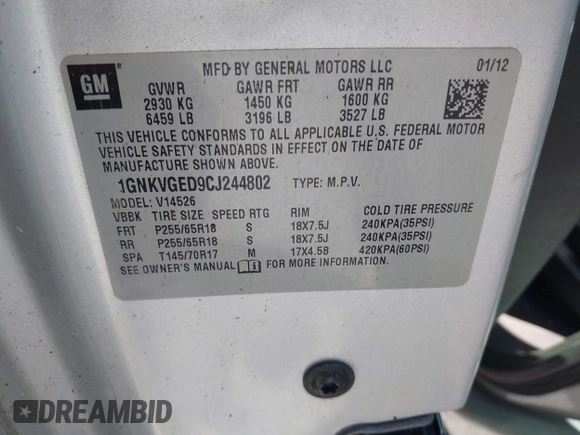 GM
MFD BY GENERAL MOTORS LLC 01/12
GVWR GAWR FRT GAWR RR
2930 KG 1450 KG 1600 KG
6459 LB 3196 LB 3527 LB
THIS VEHICLE CONFORMS TO ALL APPLICABLE U.S. FEDERAL MOTOR
VEHICLE SAFETY STANDARDS IN EFFECT ON THE DATE OF
MANUFACTURE SHOWN ABOVE.
1GNKVGED9CJ244802 TYPE: M.P.V.
MODEL: V14526
VBBK TIRE SIZE SPEED RTG RIM COLD TIRE PRESSURE
FRT P255/65R18 S 18X7.5J 240KPA(35PSI)
RR P255/65R18 S 18X7.5J 240KPA(35PSI)
SPA T145/70R17 M 17X4.5B 420KPA(60PSI)
SEE OWNER'S MANUAL FOR MORE INFORMATION
DREAMBID